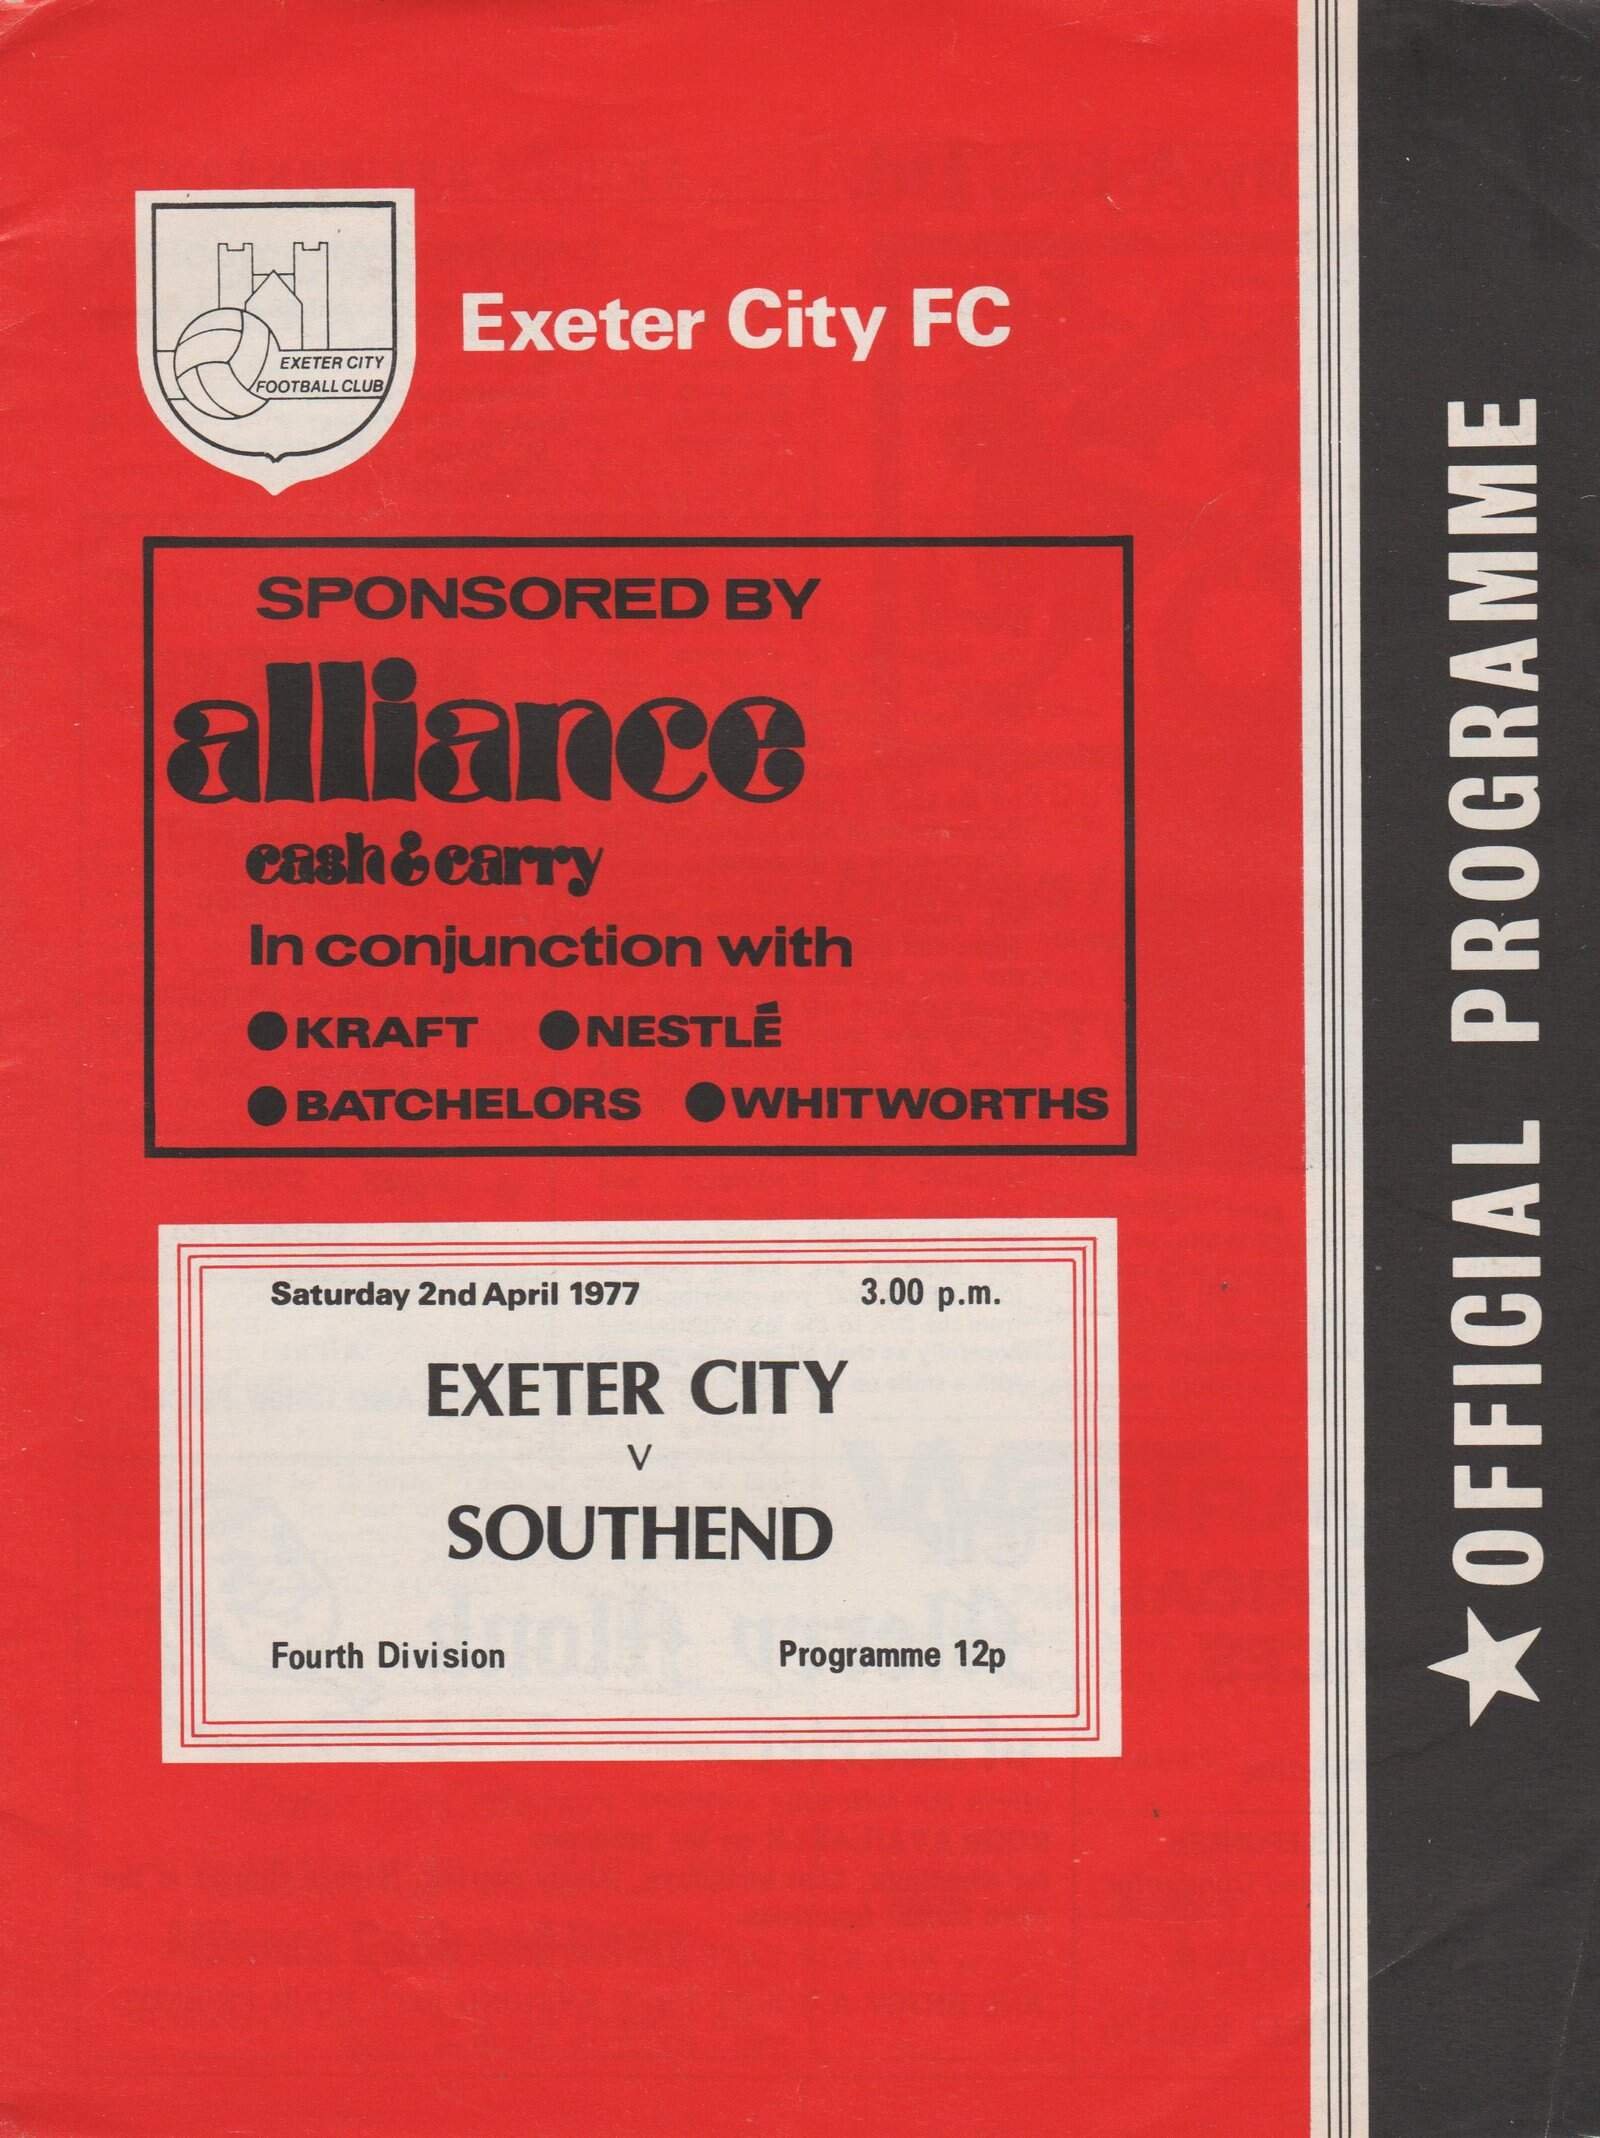 EXETER CITY
FOOTBALL CLUB
Exeter City FC
SPONSORED BY
alliance
cash & carry
In conjunction with
● KRAFT ● NESTLÉ
● BATCHELORS ● WHITWORTHS
Saturday 2nd April 1977 3.00 p.m.
EXETER CITY
V
SOUTHEND
Fourth Division Programme 12p
★ OFFICIAL PROGRAMME